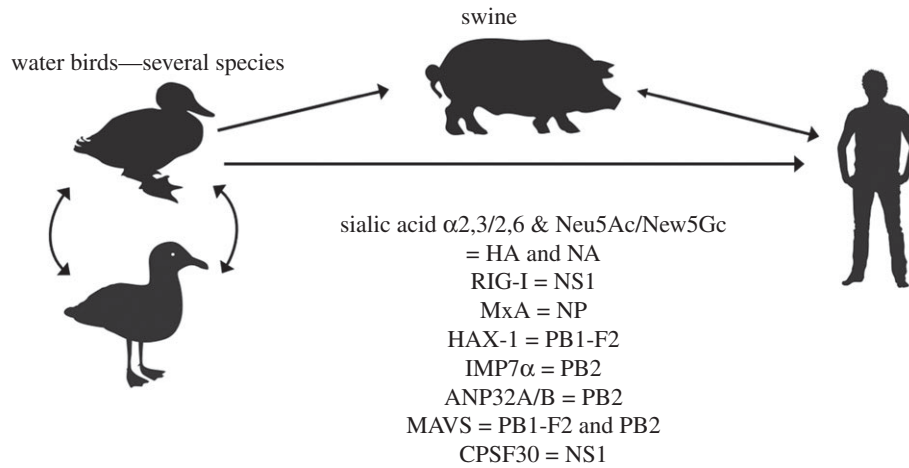 swine
water birds—several species
sialic acid α2,3/2,6 & Neu5Ac/New5Gc
= HA and NA
RIG-I = NS1
MxA = NP
HAX-1 = PB1-F2
IMP7α = PB2
ANP32A/B = PB2
MAVS = PB1-F2 and PB2
CPSF30 = NS1